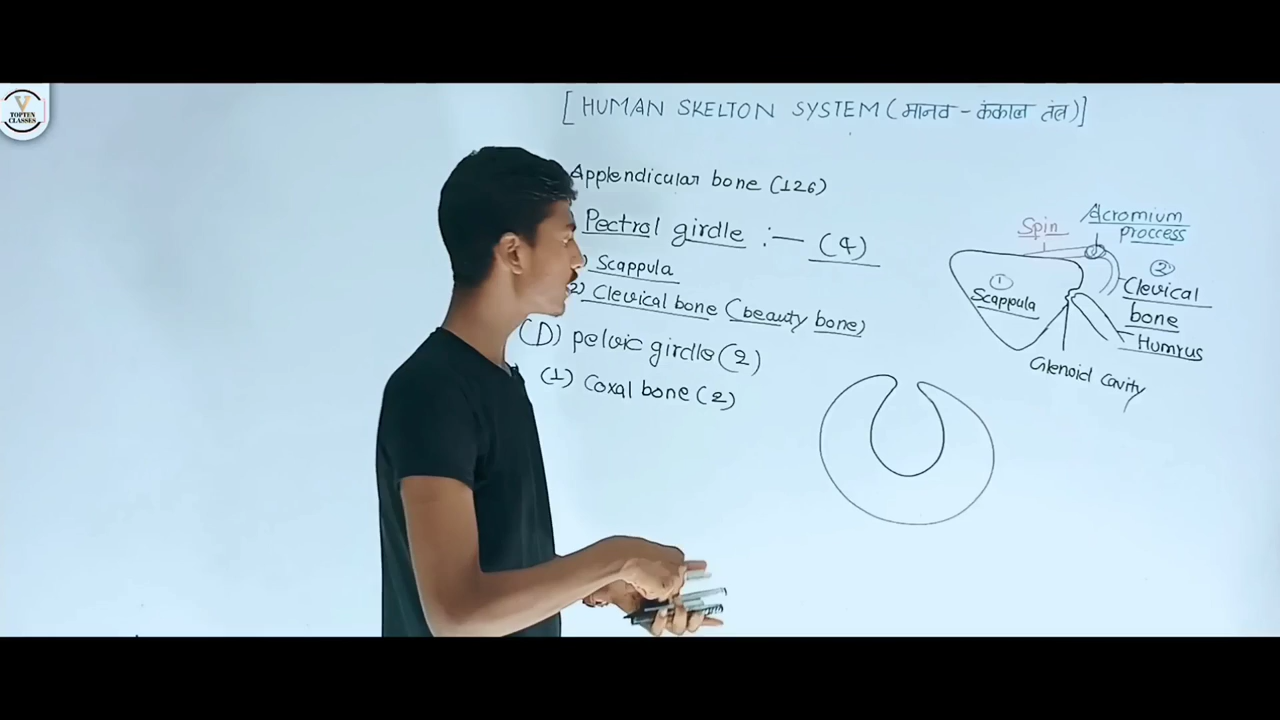 TOPTEN
CLASSES
[ HUMAN SKELTON SYSTEM (मानव - कंकाल तंत्र)]
Applendicular bone (126)
Pectrol girdle :— (4)
) Scappula
2) Clevical bone (beauty bone)
(D) pelvic girdle (2)
(1) Coxal bone (2)
Spin
Acromium
proccess
(1)
Scappula
(2)
Clevical
bone
Humrus
Glenoid cavity